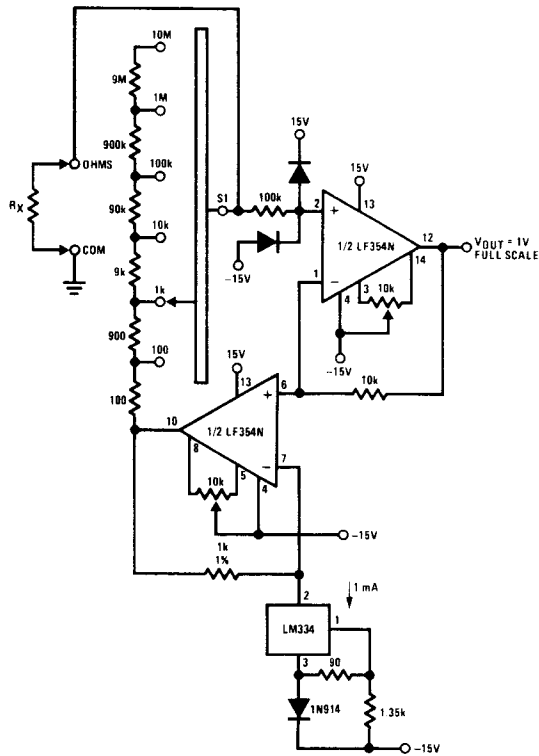 10M
9M
1M
OHMS
900k
100k
15V
15V
RX
90k
S1
100k
2
13
+
12
VOUT = 1V
FULL SCALE
10k
1/2 LF354N
14
COM
-15V
9k
1
-
3
10k
4
1k
900
15V
-15V
100
13
6
10k
+
100
10
1/2 LF354N
7
8
-
5
4
10k
-15V
1k
1%
2
1 mA
1
LM334
3
90
1N914
1.35k
-15V